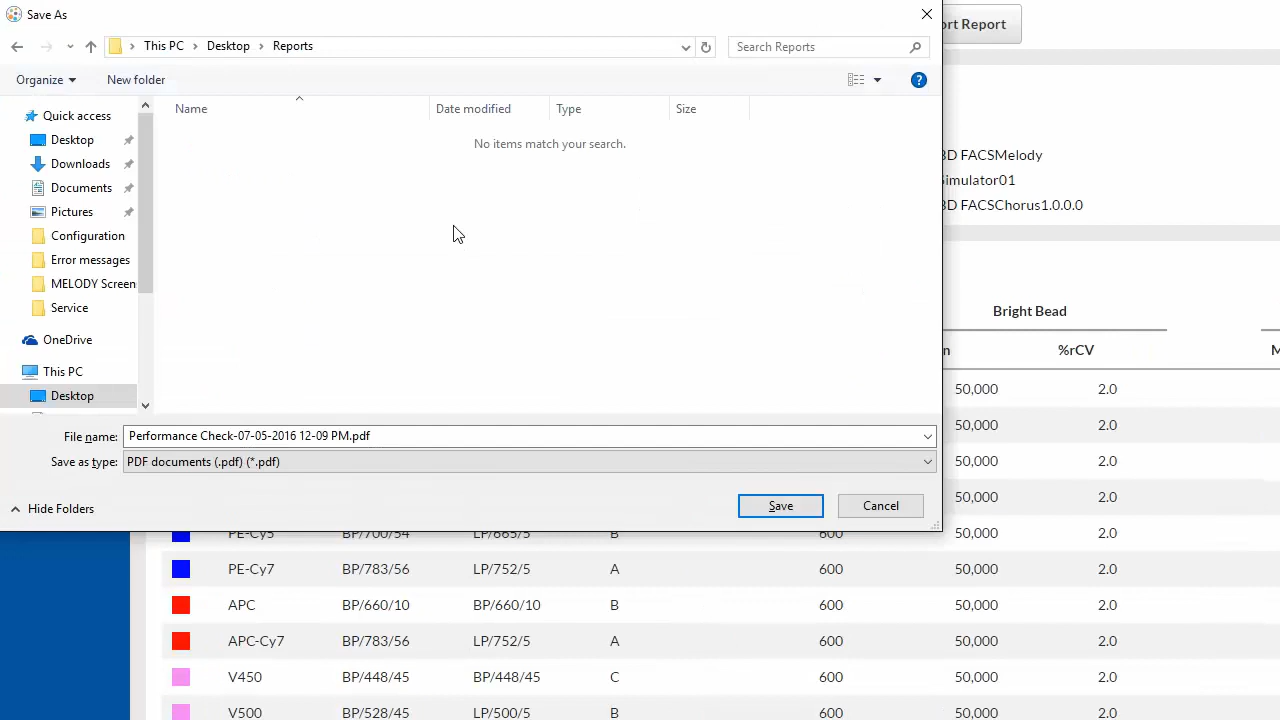 Save As
This PC > Desktop > Reports
Search Reports
Organize
New folder
Name
Date modified
Type
Size
No items match your search.
Quick access
Desktop
Downloads
Documents
Pictures
Configuration
Error messages
MELODY Screen
Service
OneDrive
This PC
Desktop
File name: Performance Check-07-05-2016 12-09 PM.pdf
Save as type: PDF documents (.pdf) (*.pdf)
Hide Folders
Save
Cancel
ort Report
BD FACSMelody
Simulator01
BD FACSChorus1.0.0.0
Bright Bead
n %rCV M
50,000 2.0
50,000 2.0
50,000 2.0
50,000 2.0
PE-Cy5 BP/700/54 LP/665/5 B 600 50,000 2.0
PE-Cy7 BP/783/56 LP/752/5 A 600 50,000 2.0
APC BP/660/10 BP/660/10 B 600 50,000 2.0
APC-Cy7 BP/783/56 LP/752/5 A 600 50,000 2.0
V450 BP/448/45 BP/448/45 C 600 50,000 2.0
V500 BP/528/45 LP/500/5 B 600 50,000 2.0